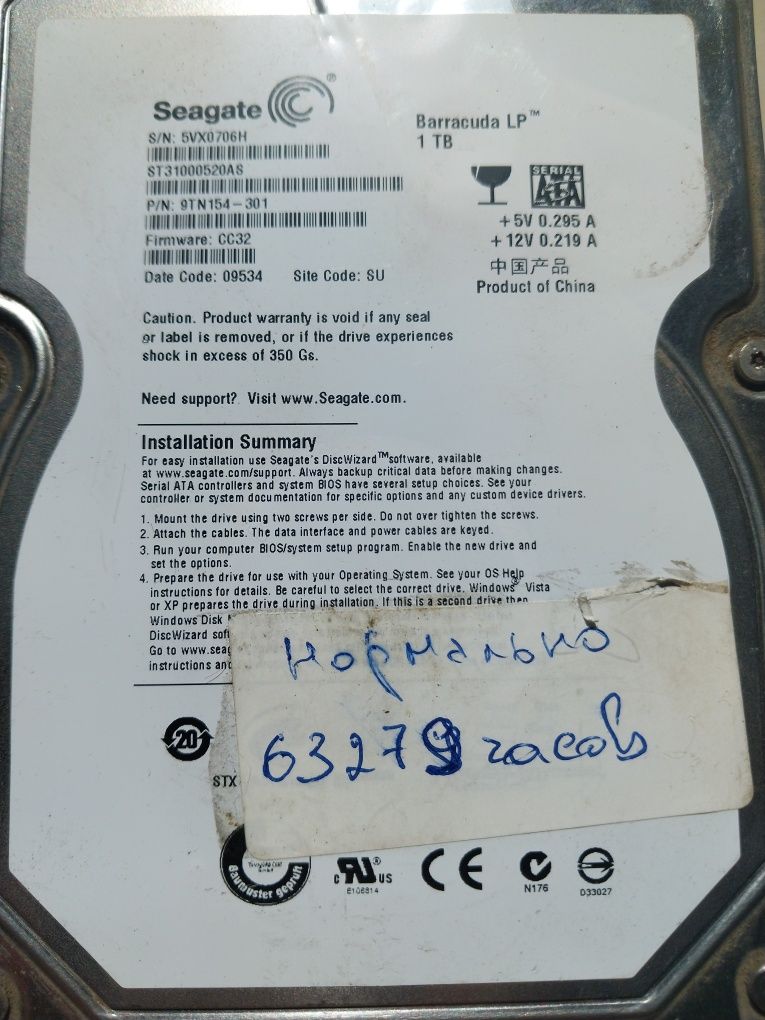 Seagate®
S/N: 5VX0706H
ST31000520AS
P/N: 9TN154-301
Firmware: CC32
Date Code: 09534 Site Code: SU
Barracuda LP™
1 TB
SERIAL
ATA
+5V 0.295 A
+12V 0.219 A
中国产品
Product of China
Caution. Product warranty is void if any seal
or label is removed, or if the drive experiences
shock in excess of 350 Gs.
Need support? Visit www.Seagate.com.
Installation Summary
For easy installation use Seagate's DiscWizard™software, available
at www.seagate.com/support. Always backup critical data before making changes.
Serial ATA controllers and system BIOS have several setup choices. See your
controller or system documentation for specific options and any custom device drivers.
1. Mount the drive using two screws per side. Do not over tighten the screws.
2. Attach the cables. The data interface and power cables are keyed.
3. Run your computer BIOS/system setup program. Enable the new drive and
set the options.
4. Prepare the drive for use with your Operating System. See your OS Help
instructions for details. Be careful to select the correct drive. Windows Vista
or XP prepares the drive during installation. If this is a second drive then
Windows Disk
DiscWizard
Go to
instructions
нормально
часов
20
STX
Baumuster geprüft
c RU® US
E106814
CE
N176
D33027